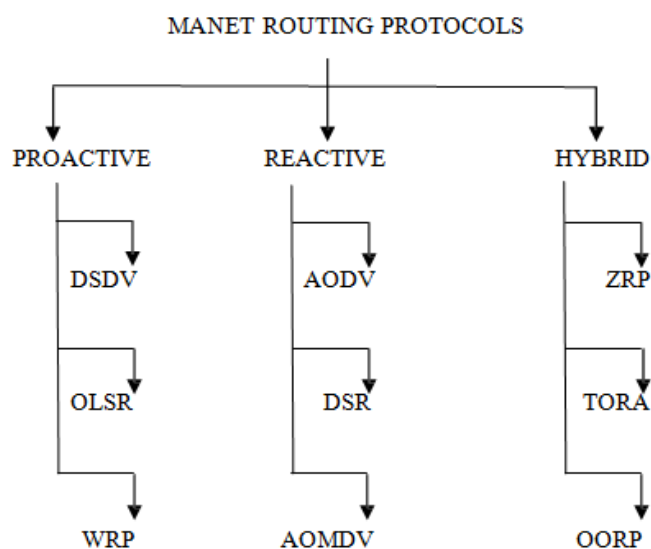 MANET ROUTING PROTOCOLS
PROACTIVE REACTIVE HYBRID
DSDV AODV ZRP
OLSR DSR TORA
WRP AOMDV OORP